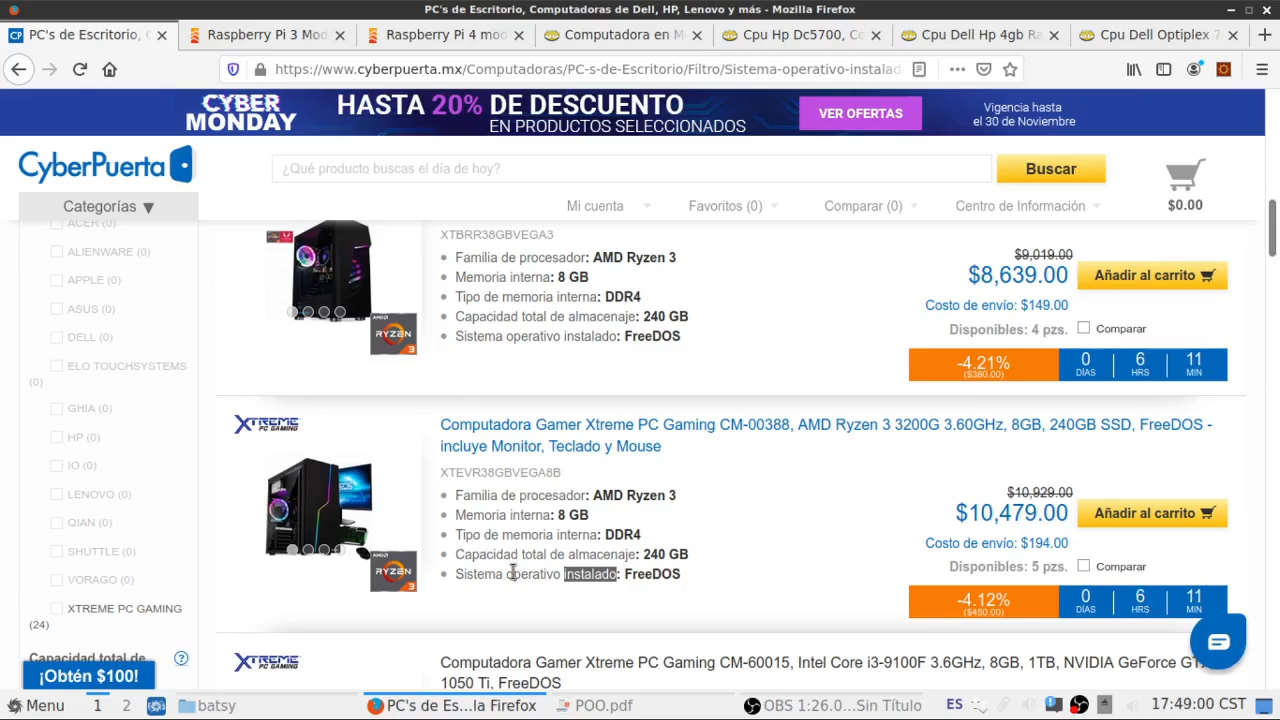 PC's de Escritorio, Computadoras de Dell, HP, Lenovo y más - Mozilla Firefox
CP PC's de Escritorio, C
Raspberry Pi 3 Mod
Raspberry Pi 4 moo
Computadora en M
Cpu Hp Dc5700, Co
Cpu Dell Hp 4gb Ra
Cpu Dell Optiplex 7
https://www.cyberpuerta.mx/Computadoras/PC-s-de-Escritorio/Filtro/Sistema-operativo-instalad
CYBER
MONDAY
HASTA 20% DE DESCUENTO
EN PRODUCTOS SELECCIONADOS
VER OFERTAS
Vigencia hasta
el 30 de Noviembre
CyberPuerta
¿Qué producto buscas el día de hoy?
Buscar
Categorías ▼
Mi cuenta
Favoritos (0)
Comparar (0)
Centro de Información
$0.00
ACER (0)
ALIENWARE (0)
APPLE (0)
ASUS (0)
DELL (0)
ELO TOUCHSYSTEMS
(0)
GHIA (0)
HP (0)
IO (0)
LENOVO (0)
QIAN (0)
SHUTTLE (0)
VORAGO (0)
XTREME PC GAMING
(24)
Capacidad total de
?
¡Obtén $100!
XTBRR38GBVEGA3
Familia de procesador: AMD Ryzen 3
Memoria interna: 8 GB
Tipo de memoria interna: DDR4
Capacidad total de almacenaje: 240 GB
Sistema operativo instalado: FreeDOS
RYZEN
3
$9,019.00
$8,639.00
Añadir al carrito
Costo de envío: $149.00
Disponibles: 4 pzs.
Comparar
-4.21%
($380.00)
0
DÍAS
6
HRS
11
MIN
XTREME
PC GAMING
Computadora Gamer Xtreme PC Gaming CM-00388, AMD Ryzen 3 3200G 3.60GHz, 8GB, 240GB SSD, FreeDOS -
incluye Monitor, Teclado y Mouse
XTEVR38GBVEGA8B
Familia de procesador: AMD Ryzen 3
Memoria interna: 8 GB
Tipo de memoria interna: DDR4
Capacidad total de almacenaje: 240 GB
Sistema operativo instalado: FreeDOS
RYZEN
3
$10,929.00
$10,479.00
Añadir al carrito
Costo de envío: $194.00
Disponibles: 5 pzs.
Comparar
-4.12%
($450.00)
0
DÍAS
6
HRS
11
MIN
XTREME
PC GAMING
Computadora Gamer Xtreme PC Gaming CM-60015, Intel Core i3-9100F 3.6GHz, 8GB, 1TB, NVIDIA GeForce GT
1050 Ti, FreeDOS
Menu
1
2
batsy
PC's de Es...la Firefox
POO.pdf
OBS 1:26.0...Sin Título
ES
17:49:00 CST